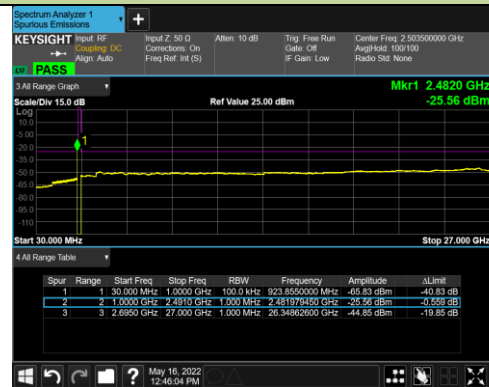 Spectrum Analyzer 1
Spurious Emissions
+
KEYSIGHT Input: RF Input Z: 50 Ω Atten: 10 dB Trig: Free Run Center Freq: 2.503500000 GHz
Coupling: DC Corrections: On Gate: Off Avg|Hold: 100/100
Align: Auto Freq Ref: Int (S) IF Gain: Low Radio Std: None
PASS
3 All Range Graph Mkr1 2.4820 GHz
Scale/Div 15.0 dB Ref Value 25.00 dBm -25.56 dBm
Log
10.0
-5.00
1
-20.0
-35.0
-50.0
-65.0
-80.0
-95.0
-110
Start 30.000 MHz Stop 27.000 GHz
4 All Range Table
Spur Range Start Freq Stop Freq RBW Frequency Amplitude ΔLimit
1 1 30.000 MHz 1.0000 GHz 100.0 kHz 923.8550000 MHz -65.83 dBm -40.83 dB
2 2 1.0000 GHz 2.4910 GHz 1.000 MHz 2.481979450 GHz -25.56 dBm -0.559 dB
3 3 2.6950 GHz 27.000 GHz 1.000 MHz 26.34862600 GHz -44.85 dBm -19.85 dB
? May 16, 2022
12:46:04 PM